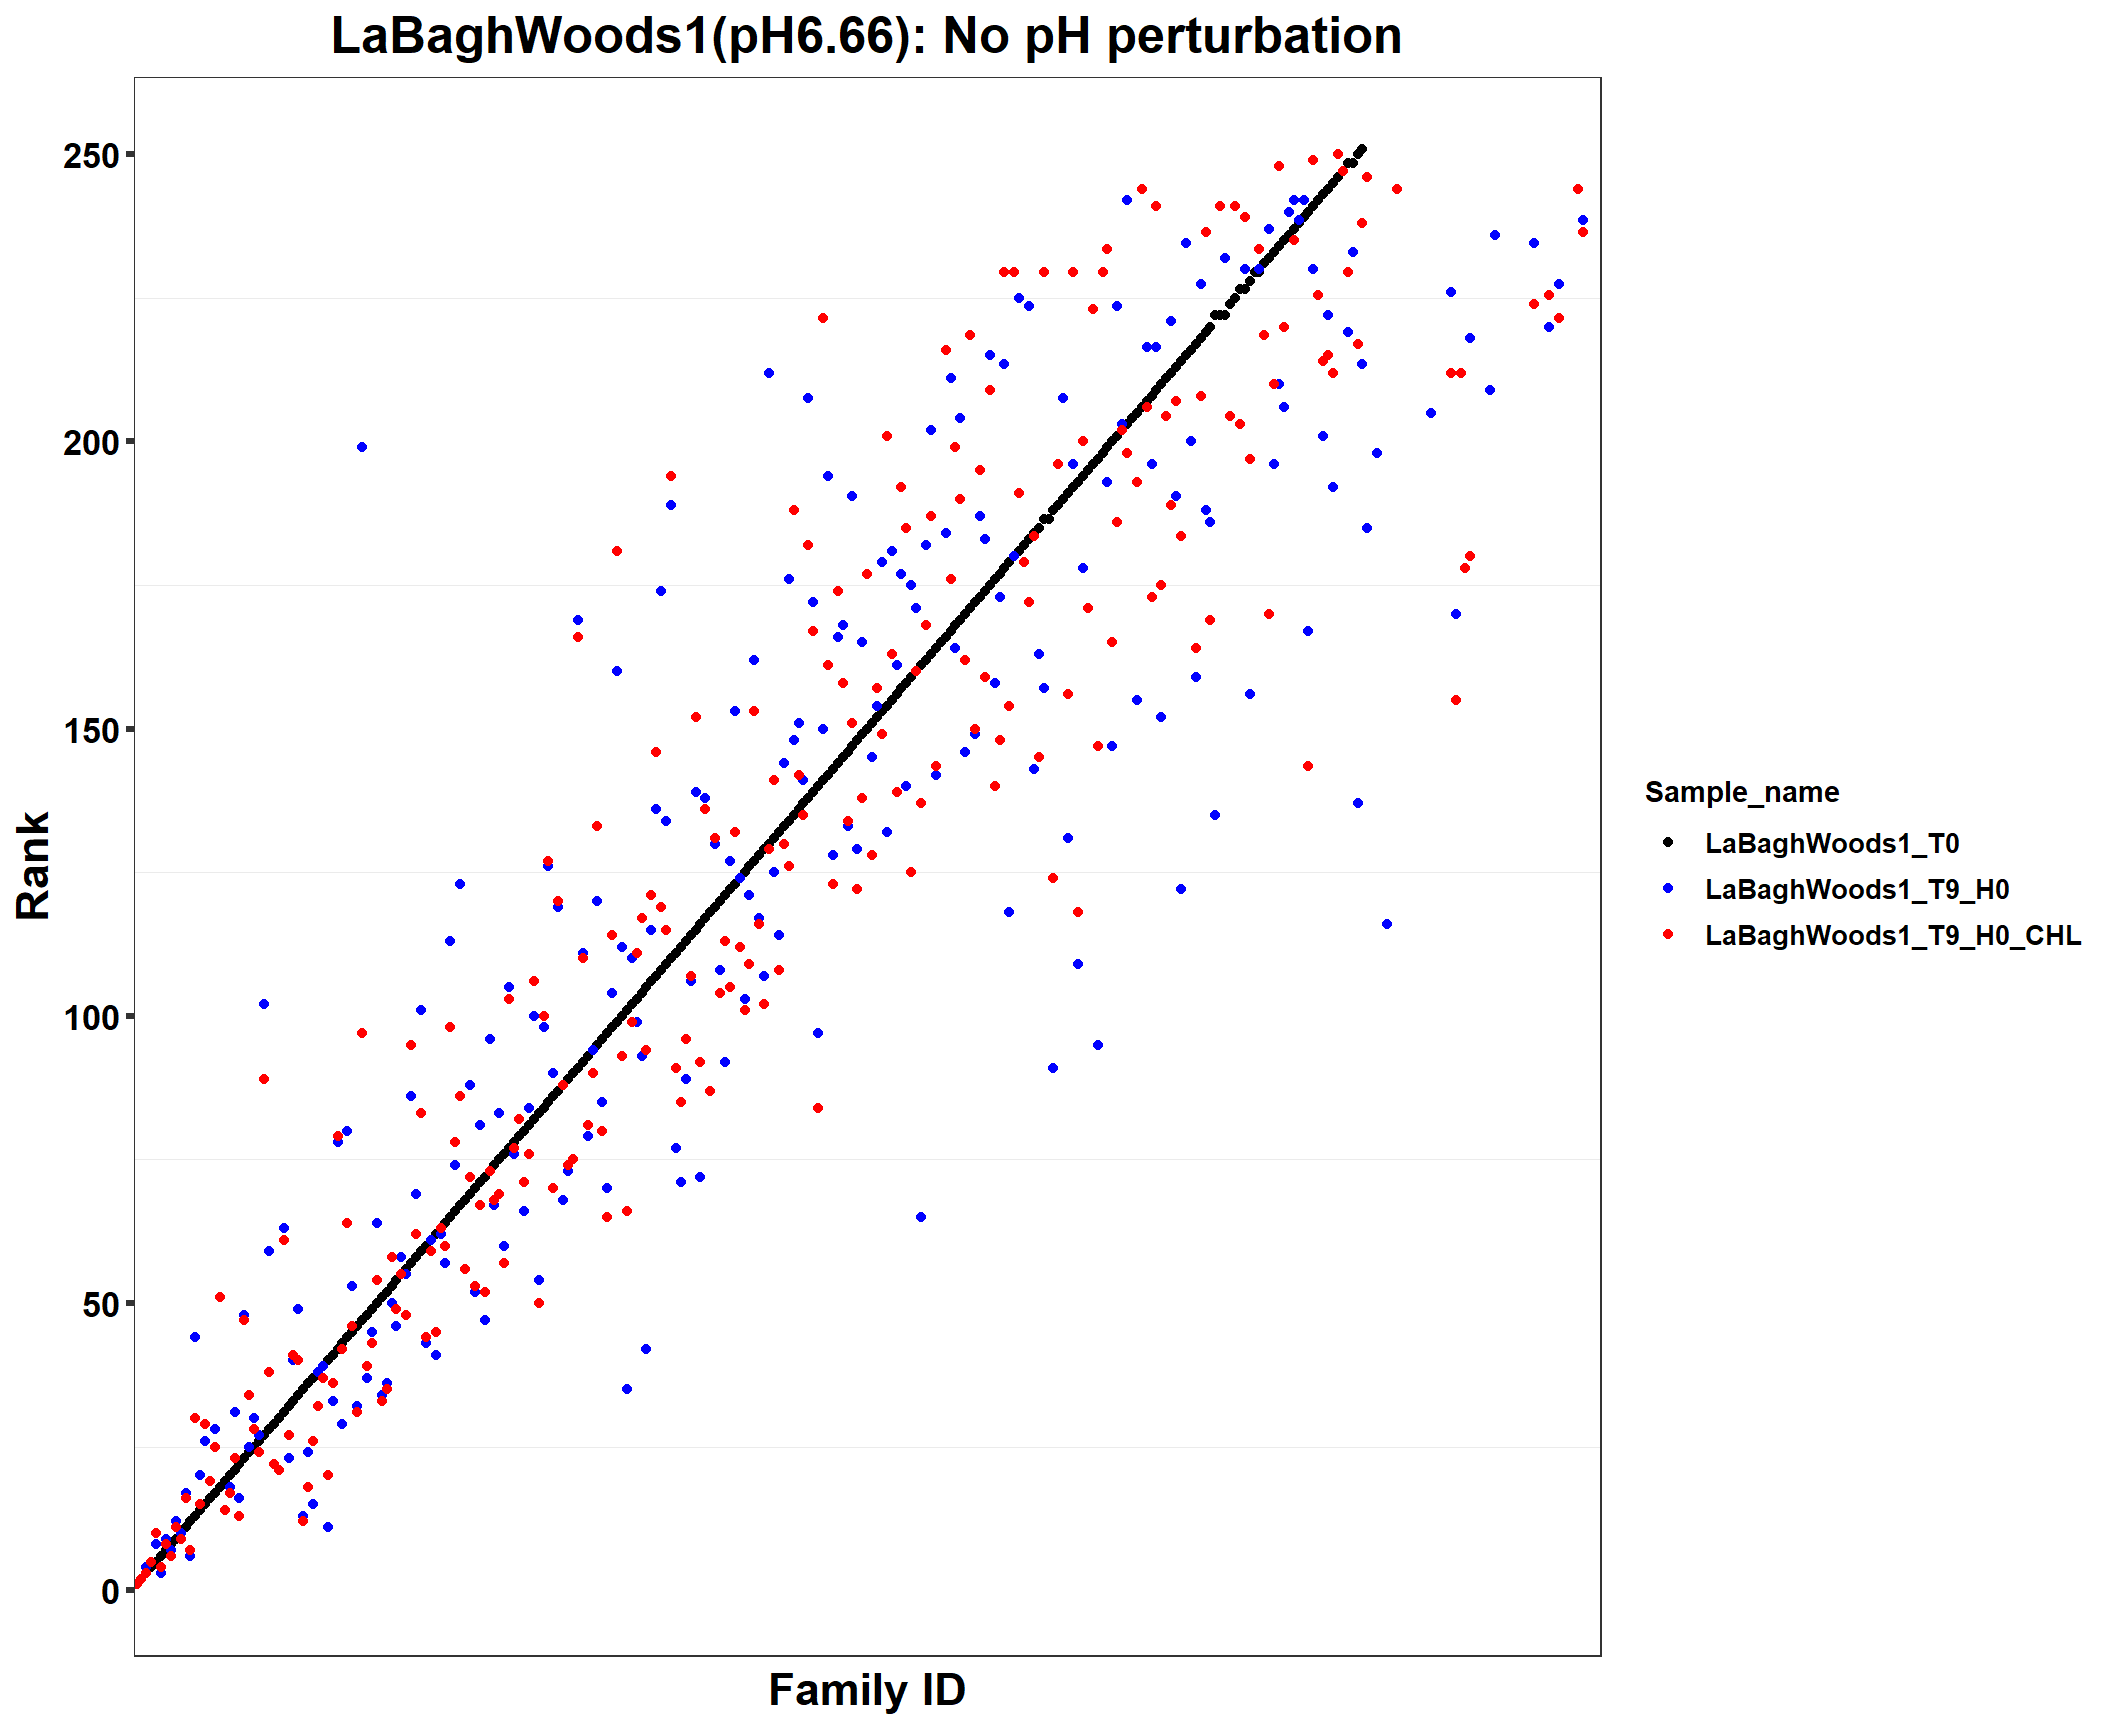 LaBaghWoods1(pH6.66): No pH perturbation
250
200
150
100
50
0
Rank
Family ID
Sample_name
LaBaghWoods1_T0
LaBaghWoods1_T9_H0
LaBaghWoods1_T9_H0_CHL